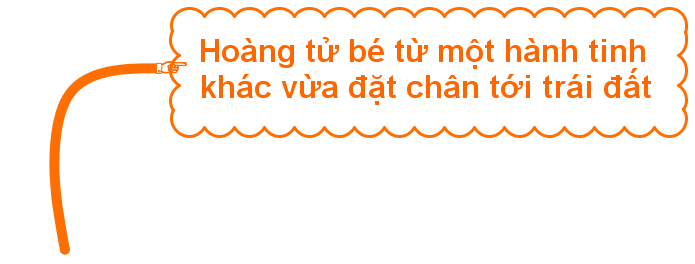 Hoàng tử bé từ một hành tinh
khác vừa đặt chân tới trái đất